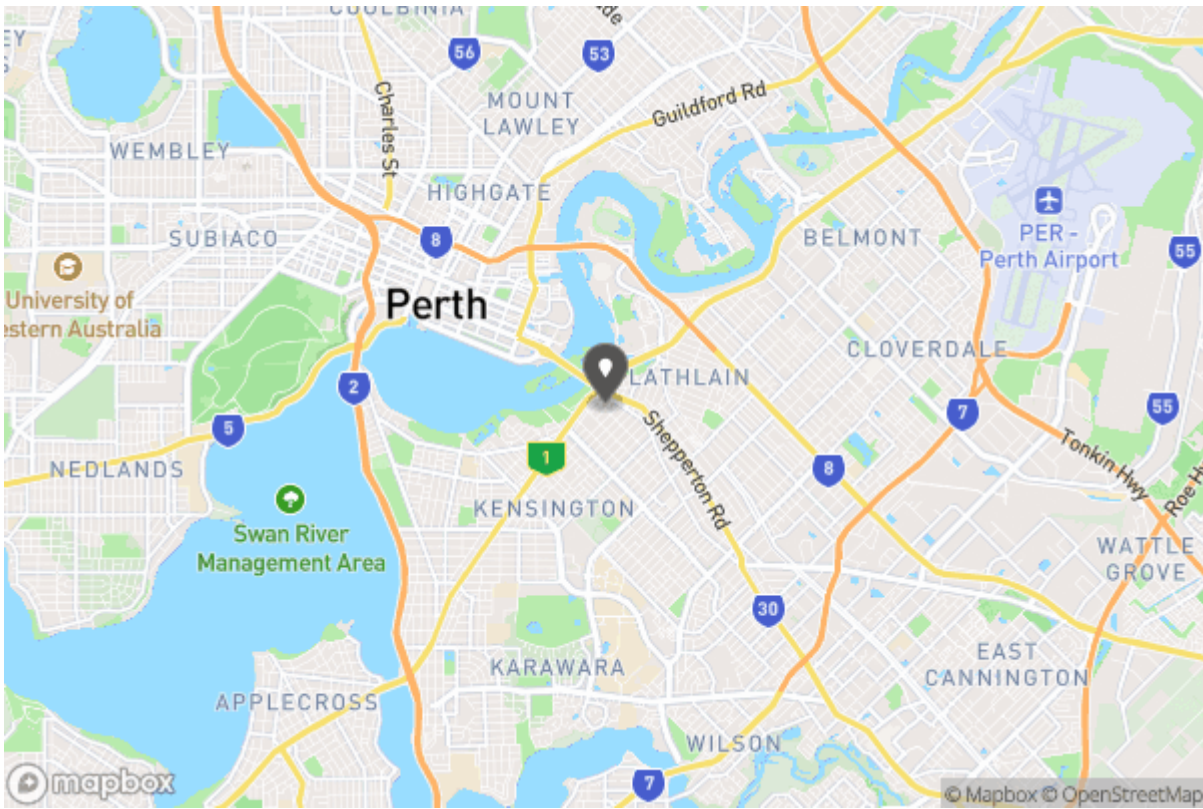 COOLBINIA
56
53
MOUNT
LAWLEY
Guildford Rd
Charles St
WEMBLEY
HIGHGATE
SUBIACO
8
BELMONT
PER -
Perth Airport
55
University of
estern Australia
Perth
CLOVERDALE
LATHLAIN
2
5
7
55
1
Shepperton Rd
Tonkin Hwy
NEDLANDS
8
KENSINGTON
Roe H
Swan River
Management Area
WATTLE
GROVE
30
EAST
CANNINGTON
KARAWARA
APPLECROSS
WILSON
7
mapbox
© Mapbox © OpenStreetMap